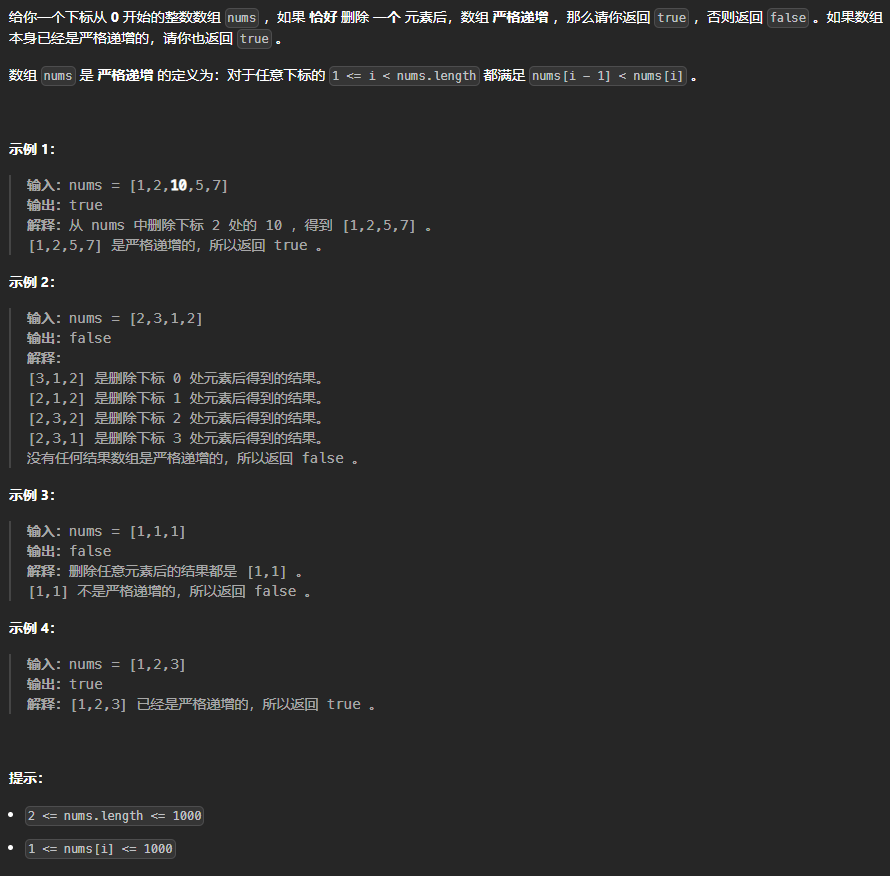 给你一个下标从 0 开始的整数数组 nums ，如果 恰好 删除 一个 元素后，数组 严格递增 ，那么请你返回 true ，否则返回 false 。如果数组
本身已经是严格递增的，请你也返回 true 。
数组 nums 是 严格递增 的定义为：对于任意下标的 1 <= i < nums.length 都满足 nums[i - 1] < nums[i] 。
示例 1：
输入：nums = [1,2,10,5,7]
输出：true
解释：从 nums 中删除下标 2 处的 10 ，得到 [1,2,5,7] 。
[1,2,5,7] 是严格递增的，所以返回 true 。
示例 2：
输入：nums = [2,3,1,2]
输出：false
解释：
[3,1,2] 是删除下标 0 处元素后得到的结果。
[2,1,2] 是删除下标 1 处元素后得到的结果。
[2,3,2] 是删除下标 2 处元素后得到的结果。
[2,3,1] 是删除下标 3 处元素后得到的结果。
没有任何结果数组是严格递增的，所以返回 false 。
示例 3：
输入：nums = [1,1,1]
输出：false
解释：删除任意元素后的结果都是 [1,1] 。
[1,1] 不是严格递增的，所以返回 false 。
示例 4：
输入：nums = [1,2,3]
输出：true
解释：[1,2,3] 已经是严格递增的，所以返回 true 。
提示：
• 2 <= nums.length <= 1000
• 1 <= nums[i] <= 1000